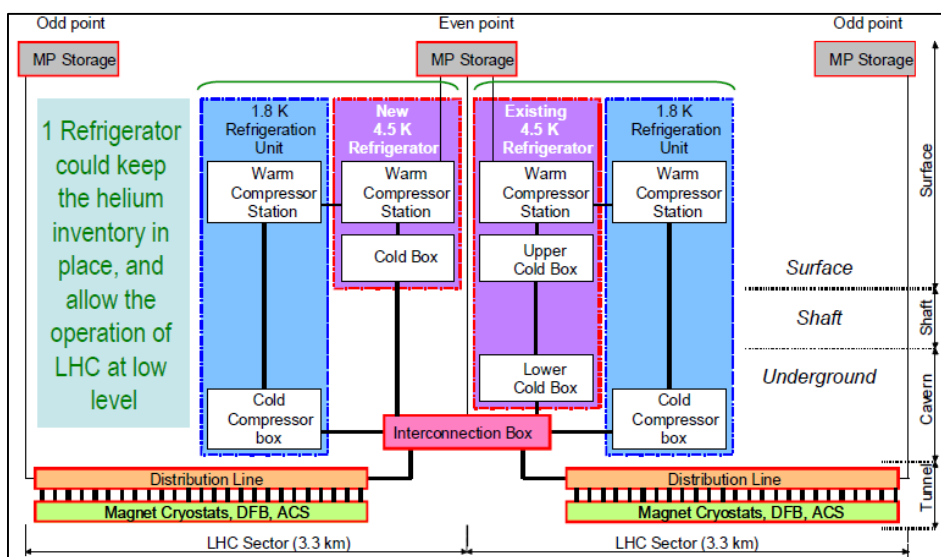 Odd point
Even point
Odd point
MP Storage
MP Storage
MP Storage
1 Refrigerator
could keep
the helium
inventory in
place, and
allow the
operation of
LHC at low
level
1.8 K
Refrigeration
Unit
Warm
Compressor
Station
Cold
Compressor
box
New
4.5 K
Refrigerator
Warm
Compressor
Station
Cold Box
Existing
4.5 K
Refrigerator
Warm
Compressor
Station
Upper
Cold Box
Lower
Cold Box
1.8 K
Refrigeration
Unit
Warm
Compressor
Station
Cold
Compressor
box
Interconnection Box
Surface
Shaft
Underground
Surface
Shaft
Cavern
Tunnel
Distribution Line
Magnet Cryostats, DFB, ACS
Distribution Line
Magnet Cryostats, DFB, ACS
LHC Sector (3.3 km)
LHC Sector (3.3 km)